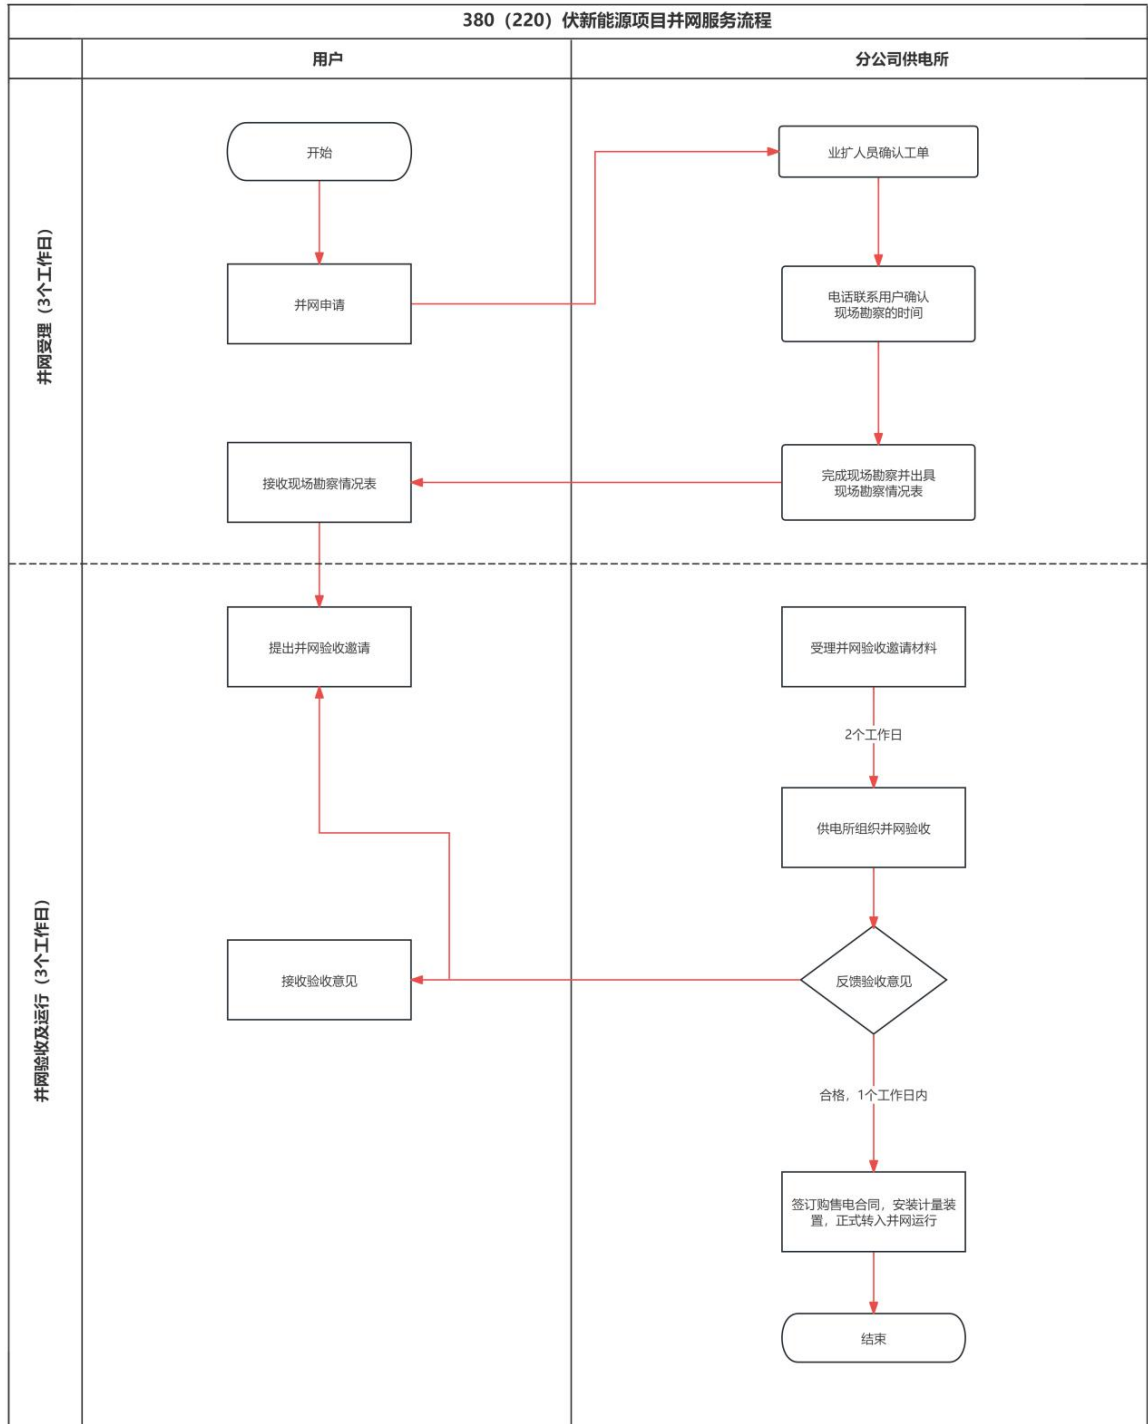 380（220）伏新能源项目并网服务流程
用户
分公司供电所
并网受理（3个工作日）
开始
业扩人员确认工单
并网申请
电话联系用户确认
现场勘察的时间
接收现场勘察情况表
完成现场勘察并出具
现场勘察情况表
并网验收及运行（3个工作日）
提出并网验收邀请
受理并网验收邀请材料
2个工作日
供电所组织并网验收
接收验收意见
反馈验收意见
合格，1个工作日内
签订购售电合同，安装计量装
置，正式转入并网运行
结束